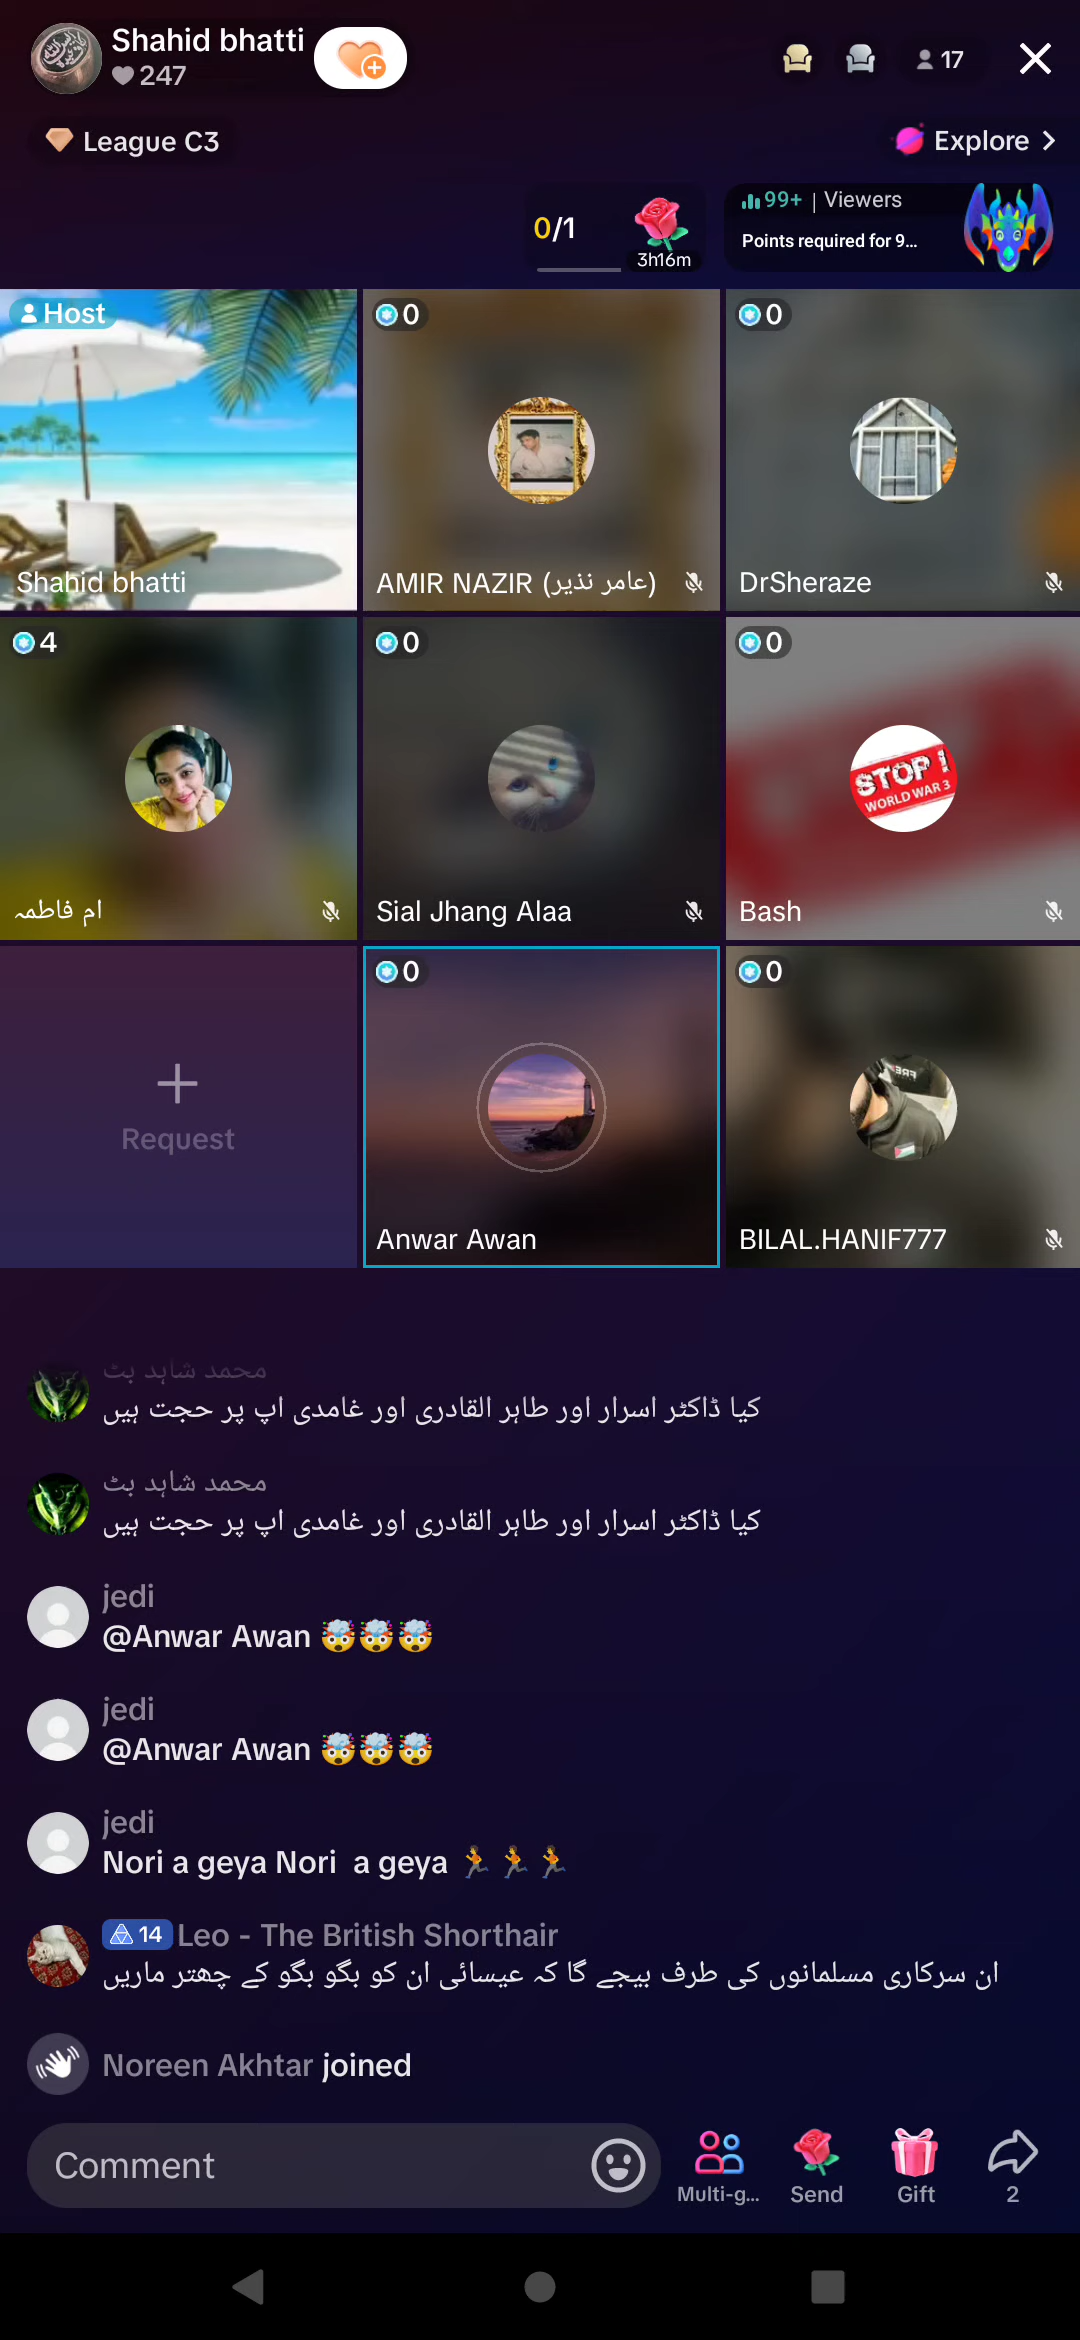 Shahid bhatti
247
17
League C3
Explore
0/1
3h16m
99+ | Viewers
Points required for 9...
Host
Shahid bhatti
0
AMIR NAZIR (عامر نذیر)
0
DrSheraze
4
ام فاطمہ
0
Sial Jhang Alaa
0
STOP !
WORLD WAR 3
Bash
Request
0
Anwar Awan
0
BILAL.HANIF777
محمد شاہد بٹ
کیا ڈاکٹر اسرار اور طاہر القادری اور غامدی اپ پر حجت ہیں
محمد شاہد بٹ
کیا ڈاکٹر اسرار اور طاہر القادری اور غامدی اپ پر حجت ہیں
jedi
@Anwar Awan 🤯🤯🤯
jedi
@Anwar Awan 🤯🤯🤯
jedi
Nori a geya Nori  a geya 🏃🏃🏃
14 Leo - The British Shorthair
ان سرکاری مسلمانوں کی طرف بیجے گا کہ عیسائی ان کو بگو بگو کے چھتر ماریں
Noreen Akhtar joined
Comment
Multi-g...
Send
Gift
2